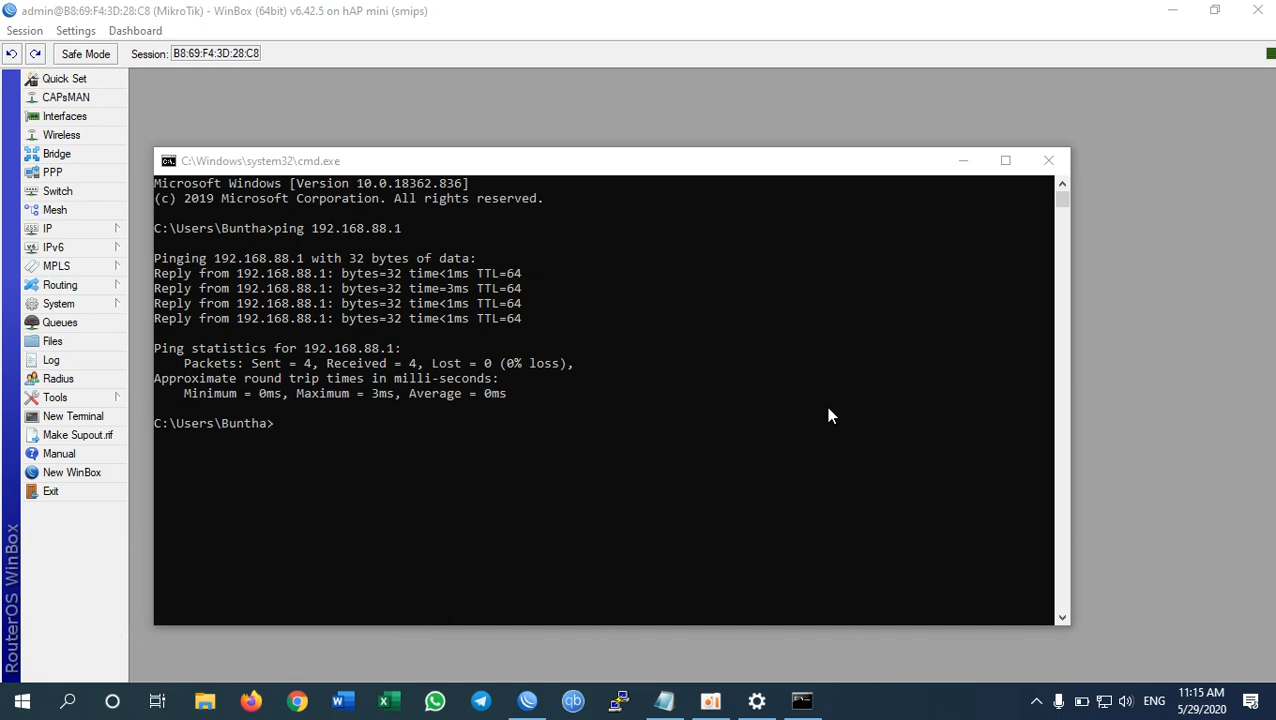 admin@B8:69:F4:3D:28:C8 (MikroTik) - WinBox (64bit) v6.42.5 on hAP mini (smips)
Session Settings Dashboard
Safe Mode Session: B8:69:F4:3D:28:C8
Quick Set
CAPsMAN
Interfaces
Wireless
Bridge
PPP
Switch
Mesh
IP
IPv6
MPLS
Routing
System
Queues
Files
Log
Radius
Tools
New Terminal
Make Supout.rif
Manual
New WinBox
Exit
RouterOS WinBox
C:\Windows\system32\cmd.exe
Microsoft Windows [Version 10.0.18362.836]
(c) 2019 Microsoft Corporation. All rights reserved.
C:\Users\Buntha>ping 192.168.88.1
Pinging 192.168.88.1 with 32 bytes of data:
Reply from 192.168.88.1: bytes=32 time<1ms TTL=64
Reply from 192.168.88.1: bytes=32 time=3ms TTL=64
Reply from 192.168.88.1: bytes=32 time<1ms TTL=64
Reply from 192.168.88.1: bytes=32 time<1ms TTL=64
Ping statistics for 192.168.88.1:
Packets: Sent = 4, Received = 4, Lost = 0 (0% loss),
Approximate round trip times in milli-seconds:
Minimum = 0ms, Maximum = 3ms, Average = 0ms
C:\Users\Buntha>
ENG
11:15 AM
5/29/2020